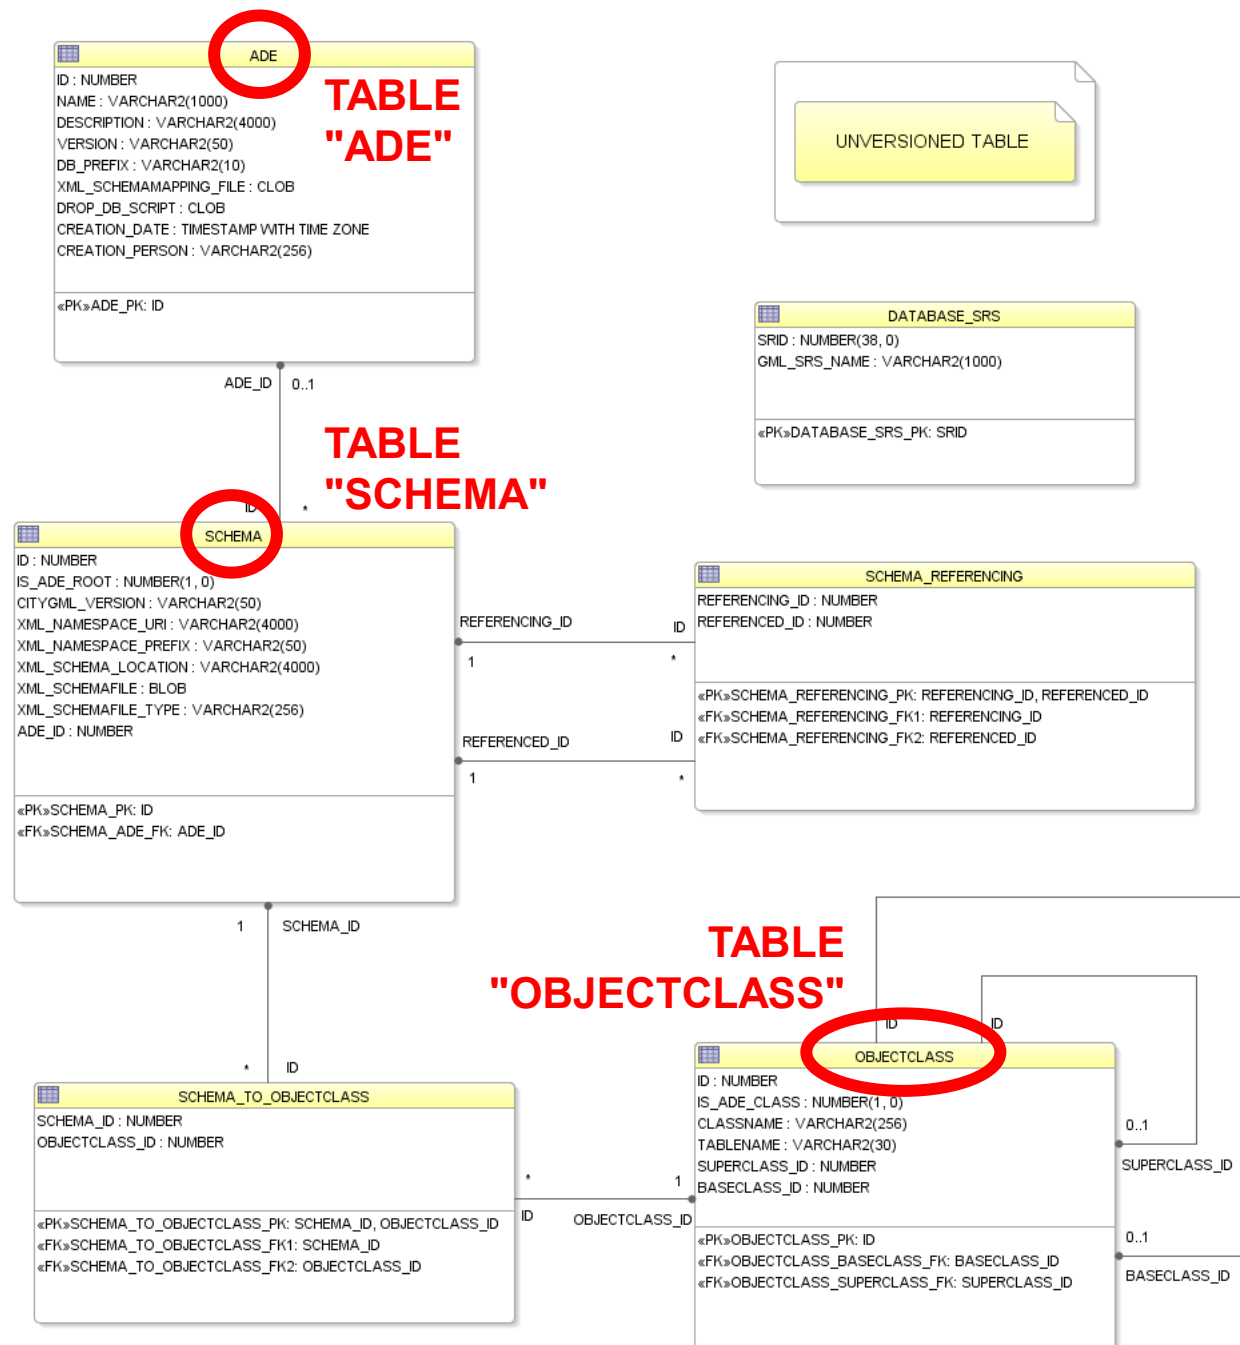 ADE
ID : NUMBER
NAME : VARCHAR2(1000)
DESCRIPTION : VARCHAR2(4000)
VERSION : VARCHAR2(50)
DB_PREFIX : VARCHAR2(10)
XML_SCHEMAMAPPING_FILE : CLOB
DROP_DB_SCRIPT : CLOB
CREATION_DATE : TIMESTAMP WITH TIME ZONE
CREATION_PERSON : VARCHAR2(256)
«PK»ADE_PK: ID
TABLE
"ADE"
UNVERSIONED TABLE
DATABASE_SRS
SRID : NUMBER(38, 0)
GML_SRS_NAME : VARCHAR2(1000)
«PK»DATABASE_SRS_PK: SRID
ADE_ID
0..1
TABLE
"SCHEMA"
ID
*
SCHEMA
ID : NUMBER
IS_ADE_ROOT : NUMBER(1, 0)
CITYGML_VERSION : VARCHAR2(50)
XML_NAMESPACE_URI : VARCHAR2(4000)
XML_NAMESPACE_PREFIX : VARCHAR2(50)
XML_SCHEMA_LOCATION : VARCHAR2(4000)
XML_SCHEMAFILE : BLOB
XML_SCHEMAFILE_TYPE : VARCHAR2(256)
ADE_ID : NUMBER
«PK»SCHEMA_PK: ID
«FK»SCHEMA_ADE_FK: ADE_ID
REFERENCING_ID
ID
1
*
REFERENCED_ID
ID
1
*
SCHEMA_REFERENCING
REFERENCING_ID : NUMBER
REFERENCED_ID : NUMBER
«PK»SCHEMA_REFERENCING_PK: REFERENCING_ID, REFERENCED_ID
«FK»SCHEMA_REFERENCING_FK1: REFERENCING_ID
«FK»SCHEMA_REFERENCING_FK2: REFERENCED_ID
1
SCHEMA_ID
*
ID
TABLE
"OBJECTCLASS"
SCHEMA_TO_OBJECTCLASS
SCHEMA_ID : NUMBER
OBJECTCLASS_ID : NUMBER
«PK»SCHEMA_TO_OBJECTCLASS_PK: SCHEMA_ID, OBJECTCLASS_ID
«FK»SCHEMA_TO_OBJECTCLASS_FK1: SCHEMA_ID
«FK»SCHEMA_TO_OBJECTCLASS_FK2: OBJECTCLASS_ID
*
1
ID
OBJECTCLASS_ID
ID
ID
OBJECTCLASS
ID : NUMBER
IS_ADE_CLASS : NUMBER(1, 0)
CLASSNAME : VARCHAR2(256)
TABLENAME : VARCHAR2(30)
SUPERCLASS_ID : NUMBER
BASECLASS_ID : NUMBER
«PK»OBJECTCLASS_PK: ID
«FK»OBJECTCLASS_BASECLASS_FK: BASECLASS_ID
«FK»OBJECTCLASS_SUPERCLASS_FK: SUPERCLASS_ID
0..1
SUPERCLASS_ID
0..1
BASECLASS_ID